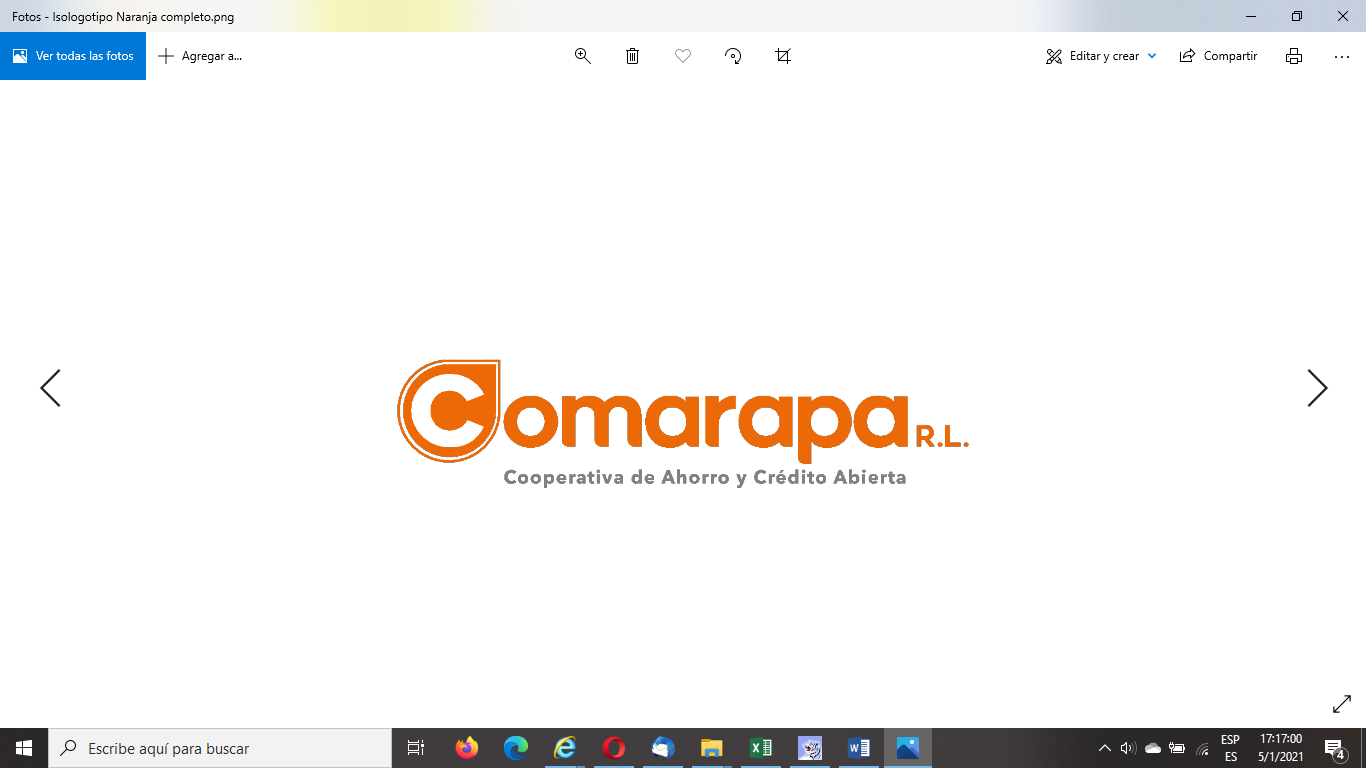 Fotos - Isologotipo Naranja completo.png
Ver todas las fotos
Agregar a...
Editar y crear
Compartir
Comarapa R.L.
Cooperativa de Ahorro y Crédito Abierta
Escribe aquí para buscar
ESP
ES
17:17:00
5/1/2021
4